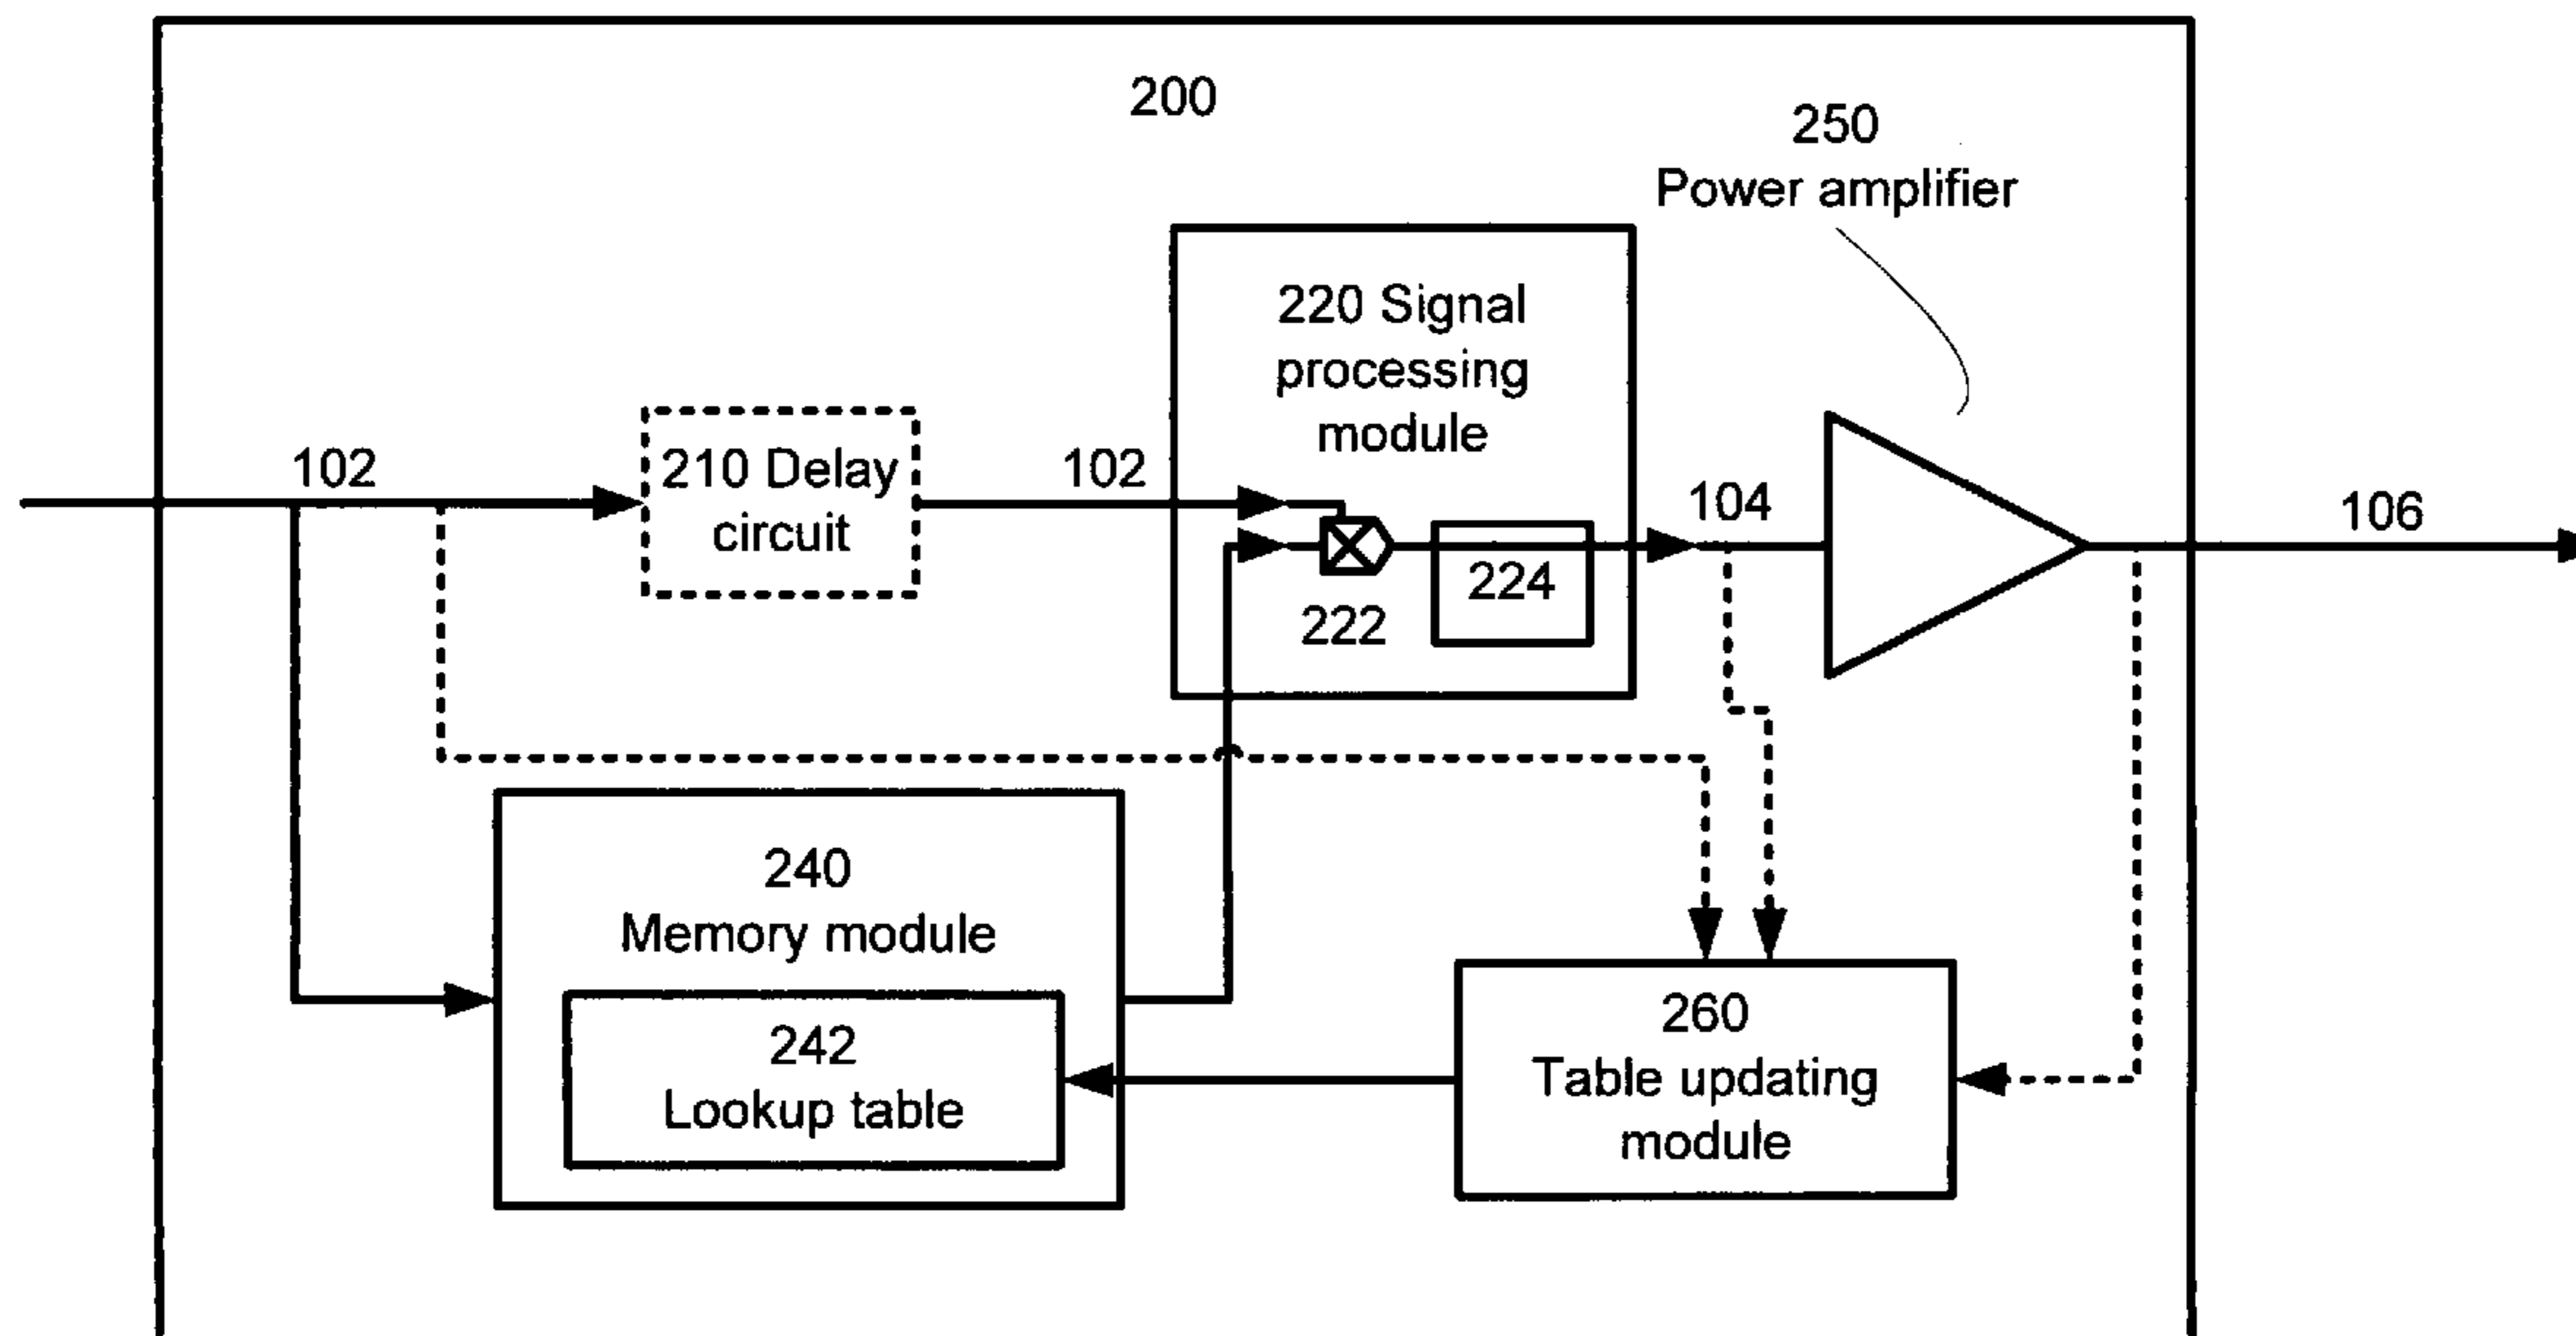 200
250
Power amplifier
220 Signal
processing
module
102
210 Delay
circuit
102
104
106
224
222
240
Memory module
242
Lookup table
260
Table updating
module